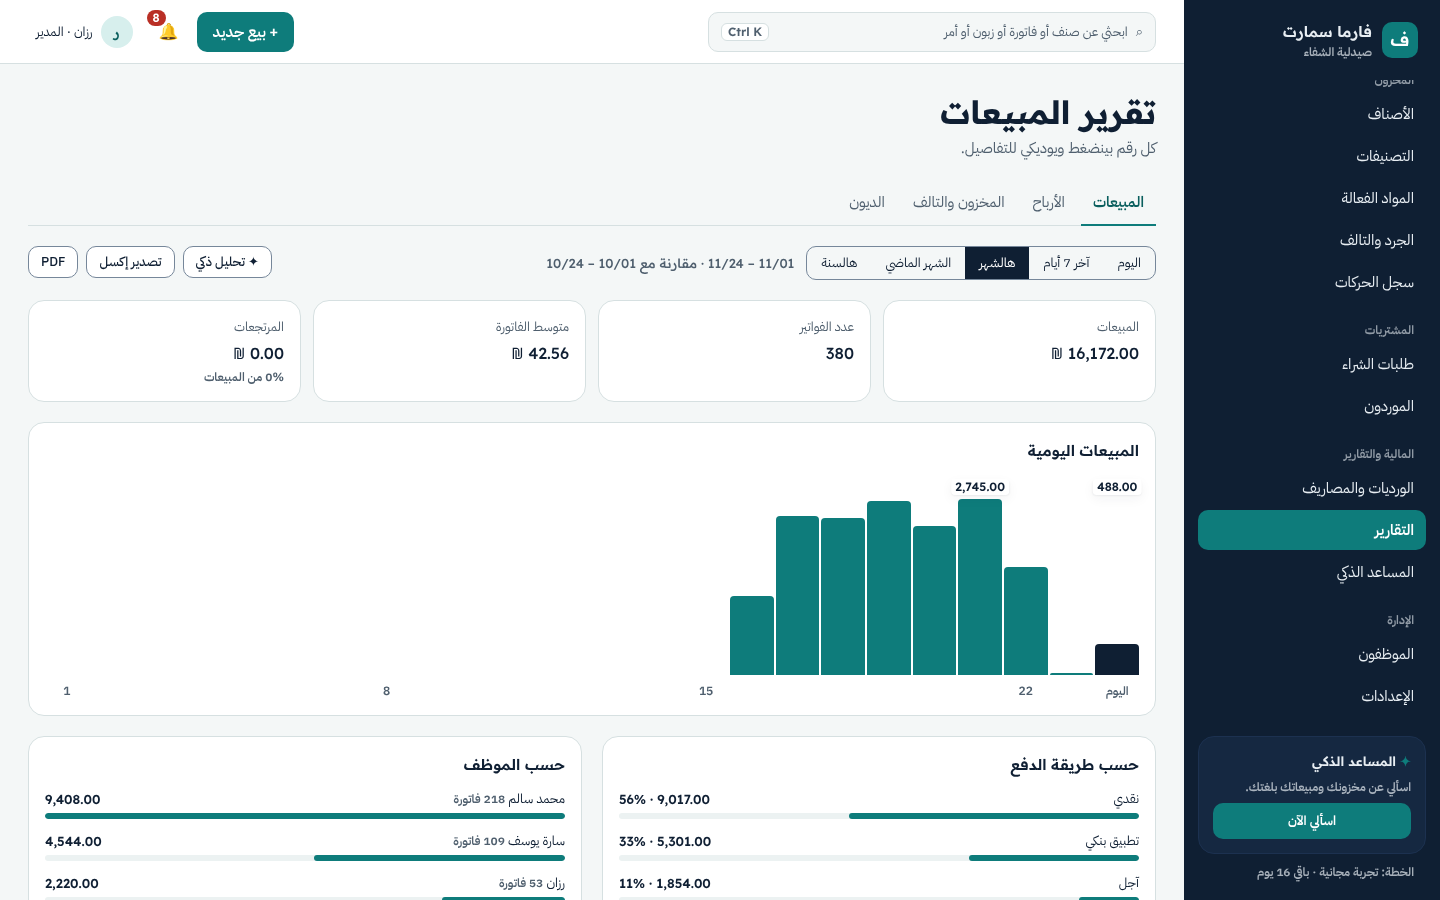 ف
فارما سمارت
صيدلية الشفاء
المخزون
الأصناف
التصنيفات
المواد الفعالة
الجرد والتالف
سجل الحركات
المشتريات
طلبات الشراء
الموردون
المالية والتقارير
الورديات والمصاريف
التقارير
المساعد الذكي
الإدارة
الموظفون
الإعدادات
✦ المساعد الذكي
اسألي عن مخزونك ومبيعاتك بلغتك.
اسألي الآن
الخطة: تجربة مجانية · باقي 16 يوم
ابحثي عن صنف أو فاتورة أو زبون أو أمر
Ctrl K
+ بيع جديد
8
ر
رزان · المدير
تقرير المبيعات
كل رقم بينضغط وبوديكي للتفاصيل.
المبيعات
الأرباح
المخزون والتالف
الديون
اليوم
آخر 7 أيام
هالشهر
الشهر الماضي
هالسنة
11/01 – 11/24 · مقارنة مع 10/01 – 10/24
✦ تحليل ذكي
تصدير إكسل
PDF
المبيعات
16,172.00 ₪
عدد الفواتير
380
متوسط الفاتورة
42.56 ₪
المرتجعات
0.00 ₪
0% من المبيعات
المبيعات اليومية
488.00
2,745.00
اليوم
22
15
8
1
حسب طريقة الدفع
نقدي
9,017.00 · 56%
تطبيق بنكي
5,301.00 · 33%
آجل
1,854.00 · 11%
حسب الموظف
محمد سالم 218 فاتورة
9,408.00
سارة يوسف 109 فاتورة
4,544.00
رزان 53 فاتورة
2,220.00